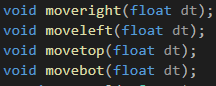 void moveright(float dt);
void moveleft(float dt);
void movetop(float dt);
void movebot(float dt);